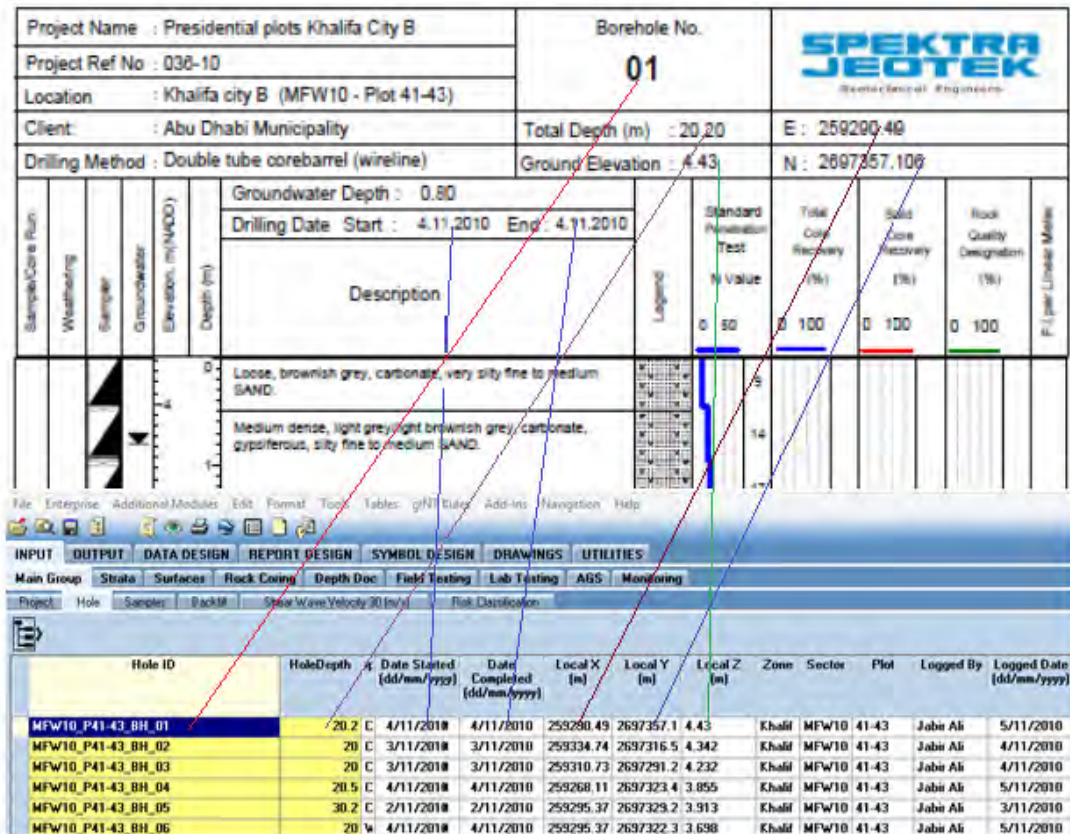 Project Name : Presidential plots Khalifa City B
Borehole No.
SPEKTRA
JEOTEK
Geotechnical Engineers
Project Ref No : 036-10
01
Location : Khalifa city B (MFW10 - Plot 41-43)
Client : Abu Dhabi Municipality
Total Depth (m) : 20.20
E : 259290.49
Drilling Method : Double tube corebarrel (wireline)
Ground Elevation : 4.43
N : 2697357.106
Sample/Core Run
Weathering
Sampler
Groundwater
Elevation, m(NADD)
Depth (m)
Groundwater Depth : 0.80
Drilling Date Start : 4.11.2010 End : 4.11.2010
Description
Legend
Standard Penetration Test
N Value
0 50
Total Core Recovery (%)
0 100
Solid Core Recovery (%)
0 100
Rock Quality Designation (%)
0 100
F.I.per Linear Meter
0
Loose, brownish grey, carbonate, very silty fine to medium
SAND.
Medium dense, light grey/light brownish grey, carbonate,
gypsiferous, silty fine to medium SAND.
4
1
14
File Enterprise Additional Modules Edit Format Tools Tables gINT Rules Add-Ins Navigation Help
INPUT OUTPUT DATA DESIGN REPORT DESIGN SYMBOL DESIGN DRAWINGS UTILITIES
Main Group Strata Surfaces Rock Coring Depth Doc Field Testing Lab Testing AGS Monitoring
Project Hole Samples Backfill Shear Wave Velocity 30 (m/s) Risk Classification
Hole ID HoleDepth Date Started (dd/mm/yyyy) Date Completed (dd/mm/yyyy) Local X (m) Local Y (m) Local Z (m) Zone Sector Plot Logged By Logged Date (dd/mm/yyyy)
MFW10_P41-43_BH_01 20.2 C 4/11/2010 4/11/2010 259290.49 2697357.1 4.43 Khalif MFW10 41-43 Jabir Ali 5/11/2010
MFW10_P41-43_BH_02 20 C 3/11/2010 3/11/2010 259334.74 2697316.5 4.342 Khalif MFW10 41-43 Jabir Ali 4/11/2010
MFW10_P41-43_BH_03 20 C 3/11/2010 3/11/2010 259310.73 2697291.2 4.232 Khalif MFW10 41-43 Jabir Ali 4/11/2010
MFW10_P41-43_BH_04 20.5 C 4/11/2010 4/11/2010 259268.11 2697323.4 3.855 Khalif MFW10 41-43 Jabir Ali 5/11/2010
MFW10_P41-43_BH_05 30.2 C 2/11/2010 2/11/2010 259295.37 2697329.2 3.913 Khalif MFW10 41-43 Jabir Ali 3/11/2010
MFW10_P41-43_BH_06 20 W 4/11/2010 4/11/2010 259295.37 2697322.3 3.698 Khalif MFW10 41-43 Jabir Ali 5/11/2010